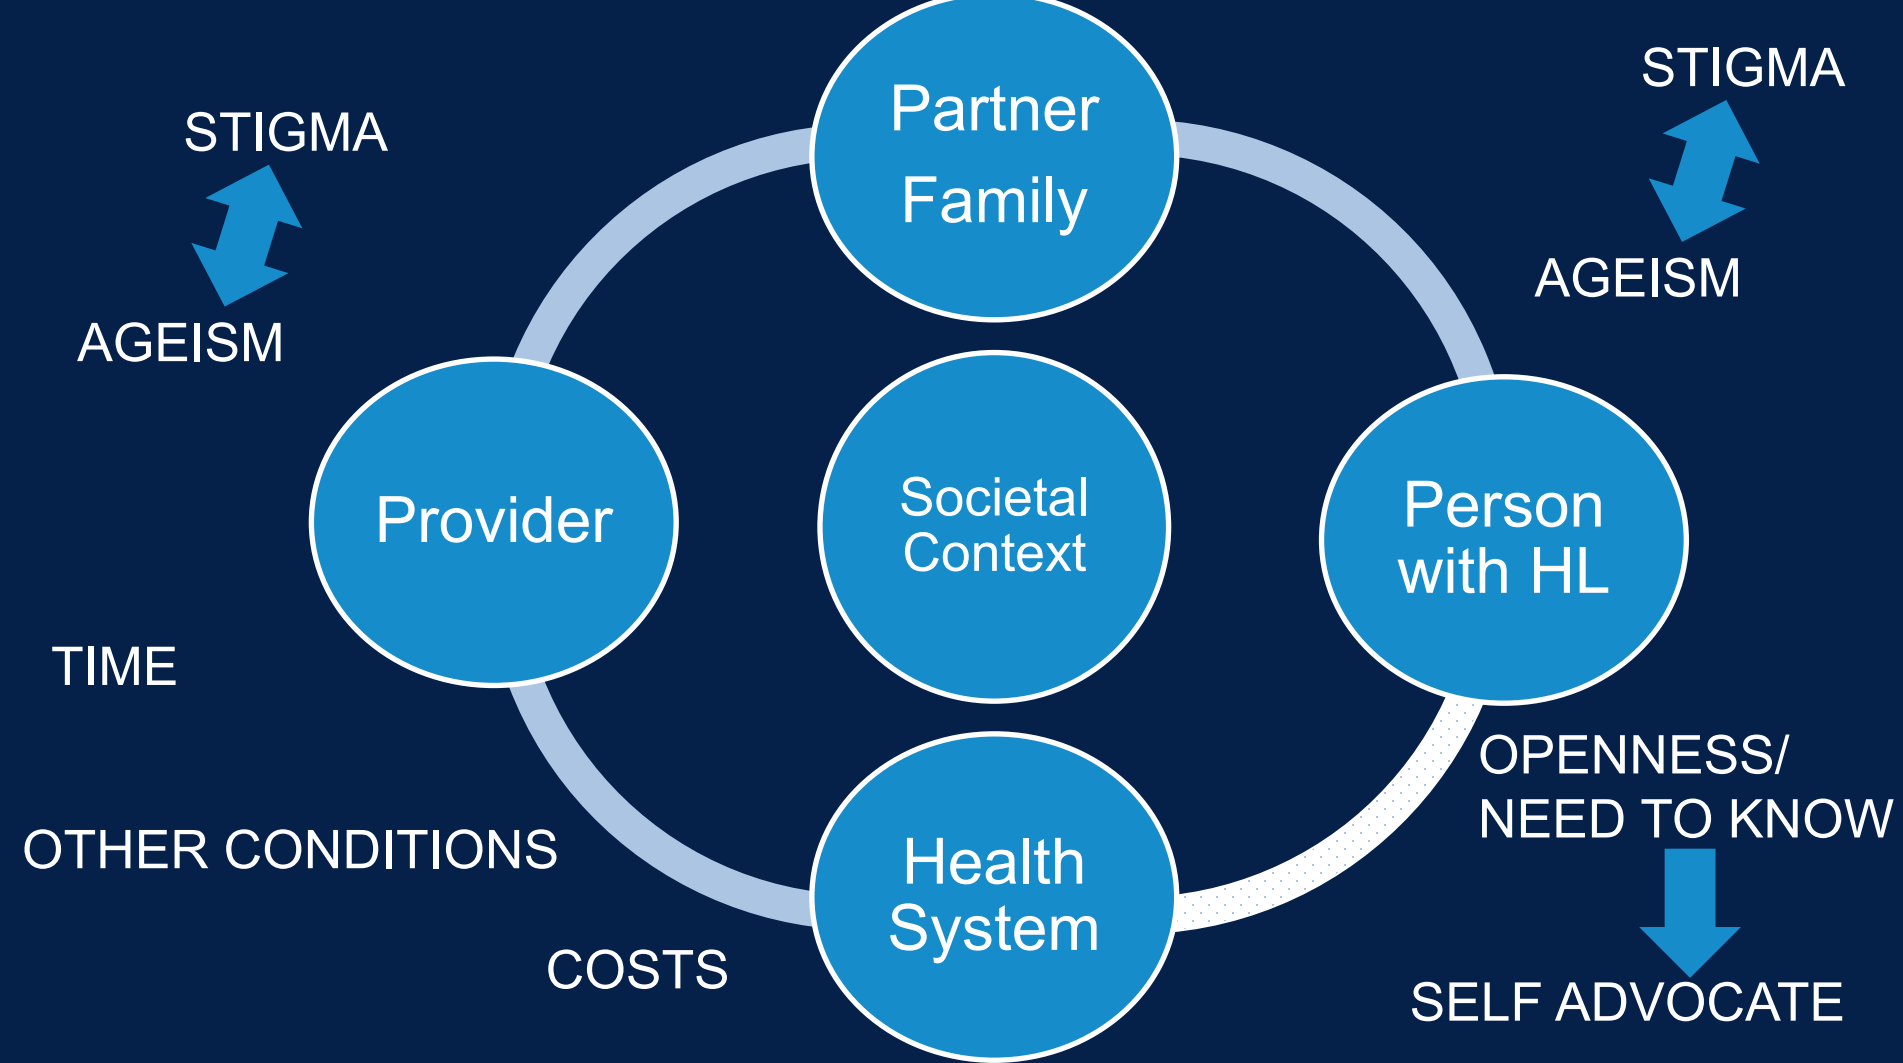 STIGMA
AGEISM
Partner
Family
STIGMA
AGEISM
Provider
Societal
Context
Person
with HL
TIME
OTHER CONDITIONS
COSTS
Health
System
OPENNESS/
NEED TO KNOW
SELF ADVOCATE